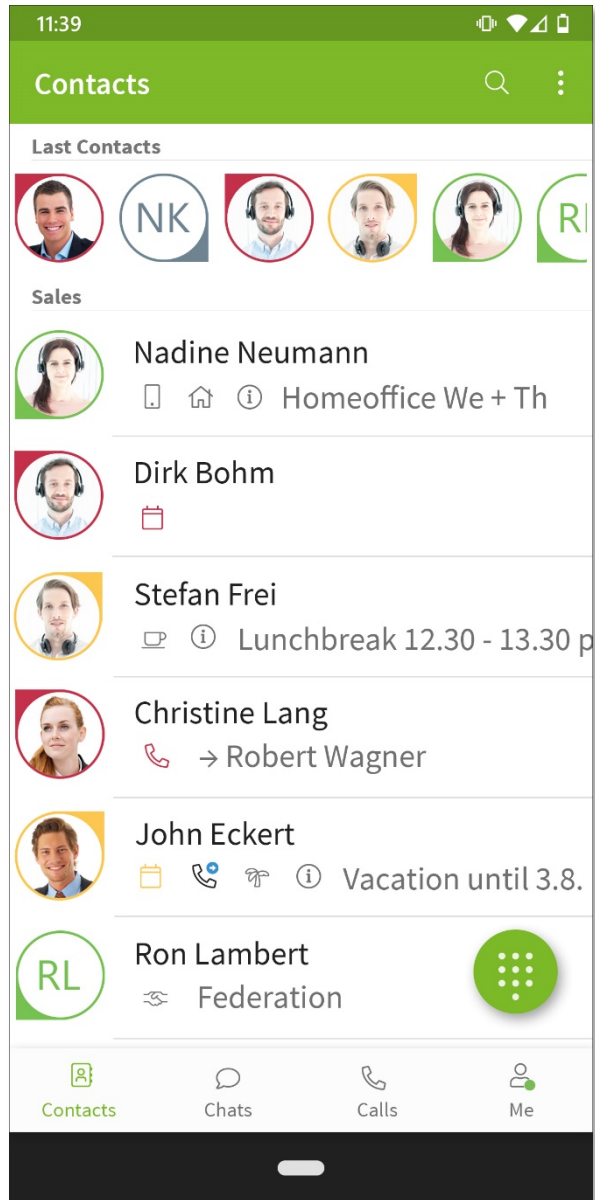 11:39
Contacts
Last Contacts
NK
Sales
Nadine Neumann
Homeoffice We + Th
Dirk Bohm
Stefan Frei
Lunchbreak 12.30 - 13.30 p
Christine Lang
→ Robert Wagner
John Eckert
Vacation until 3.8.
RL
Ron Lambert
Federation
Contacts
Chats
Calls
Me